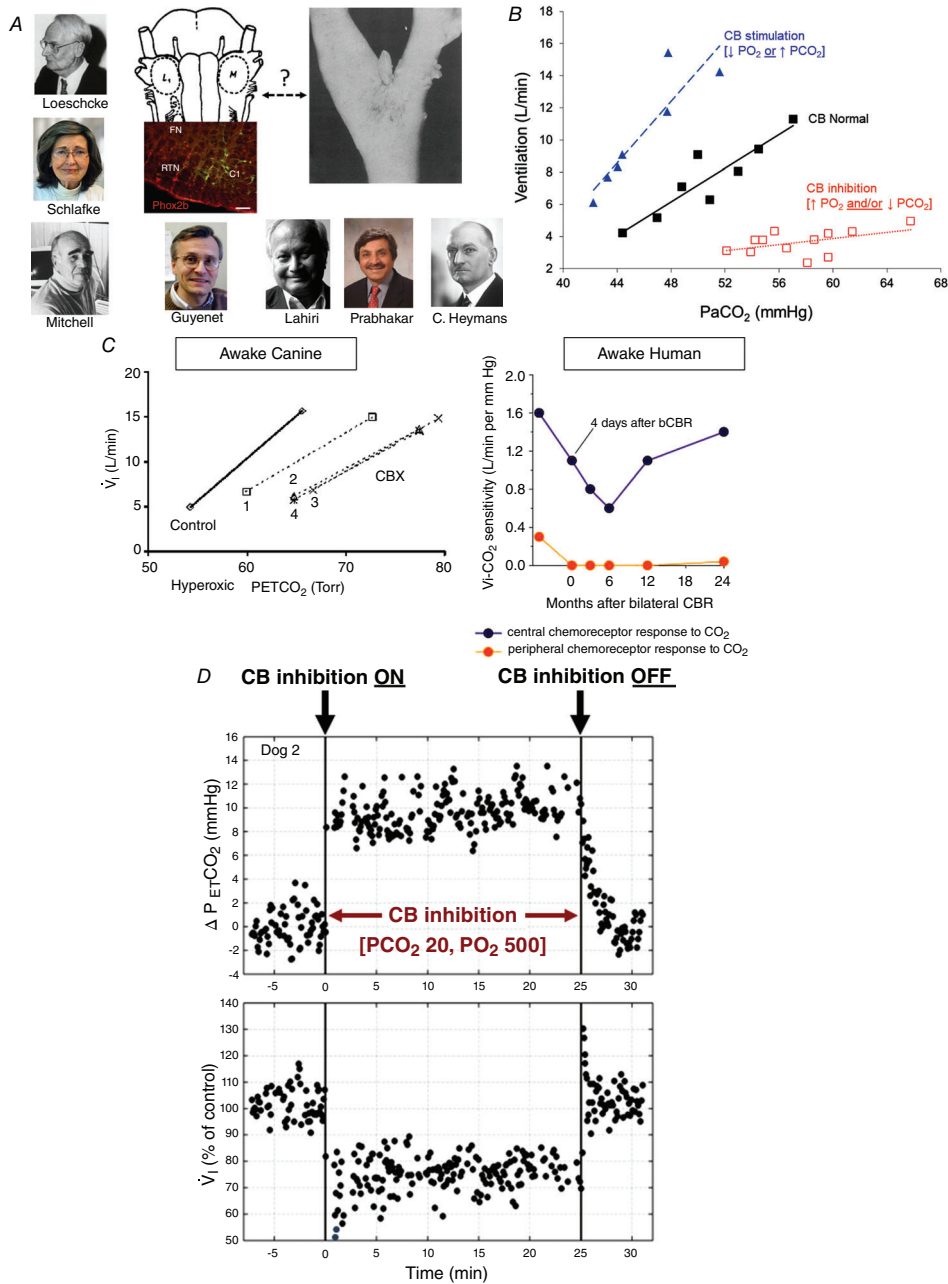 A
Loeschcke
Schlafke
Mitchell
L₁
M
?
FN
RTN
C1
Phox2b
Guyenet
Lahiri
Prabhakar
C. Heymans
B
Ventilation (L/min)
16
14
12
10
8
6
4
2
40
44
48
52
56
60
64
68
PaCO₂ (mmHg)
CB stimulation
[↓ PO₂ or ↑ PCO₂]
CB Normal
CB inhibition
[↑ PO₂ and/or ↓ PCO₂]
C
Awake Canine
V̇I (L/min)
20
15
10
5
0
Control
1
2
3
4
CBX
50
60
70
80
Hyperoxic PETCO₂ (Torr)
Awake Human
Vi-CO₂ sensitivity (L/min per mm Hg)
2.0
1.6
1.2
0.8
0.4
0.0
4 days after bCBR
0
6
12
18
24
Months after bilateral CBR
central chemoreceptor response to CO₂
peripheral chemoreceptor response to CO₂
D
CB inhibition ON
CB inhibition OFF
Dog 2
Δ PETCO₂ (mmHg)
16
14
12
10
8
6
4
2
0
-2
-4
CB inhibition
[PCO₂ 20, PO₂ 500]
-5
0
5
10
15
20
25
30
V̇I (% of control)
140
130
120
110
100
90
80
70
60
50
-5
0
5
10
15
20
25
30
Time (min)